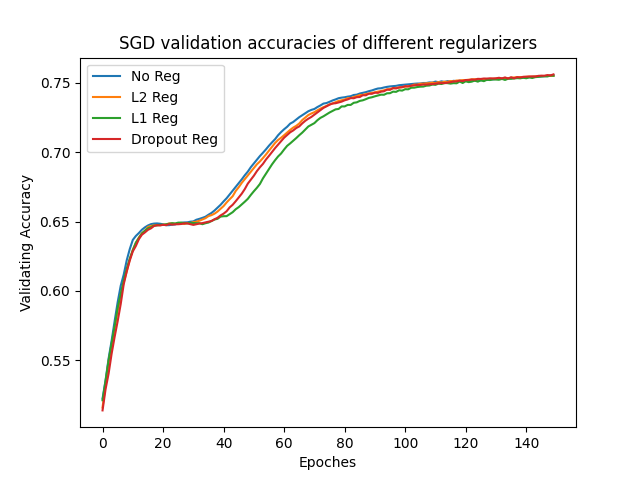 SGD validation accuracies of different regularizers
No Reg
L2 Reg
L1 Reg
Dropout Reg
Validating Accuracy
0.75
0.70
0.65
0.60
0.55
0 20 40 60 80 100 120 140
Epoches